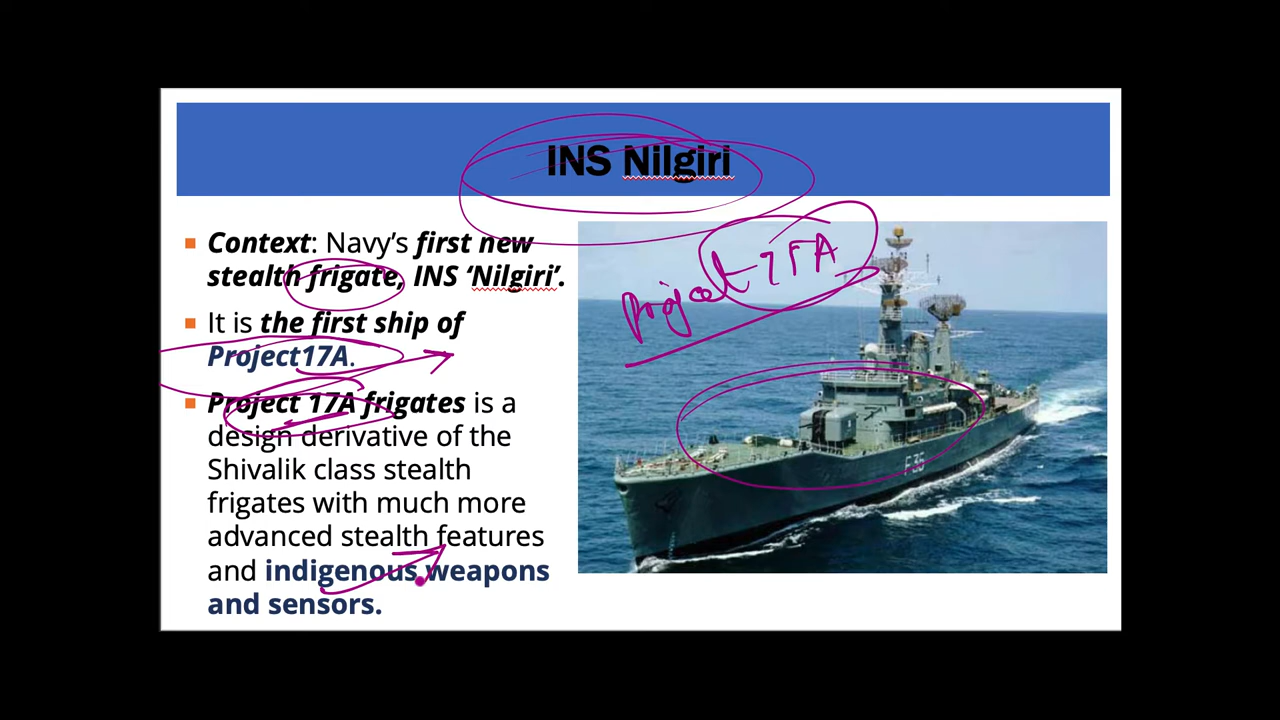 INS Nilgiri
Context: Navy’s first new
stealth frigate, INS ‘Nilgiri’.
It is the first ship of
Project17A.
Project 17A frigates is a
design derivative of the
Shivalik class stealth
frigates with much more
advanced stealth features
and indigenous weapons
and sensors.
Project 75A